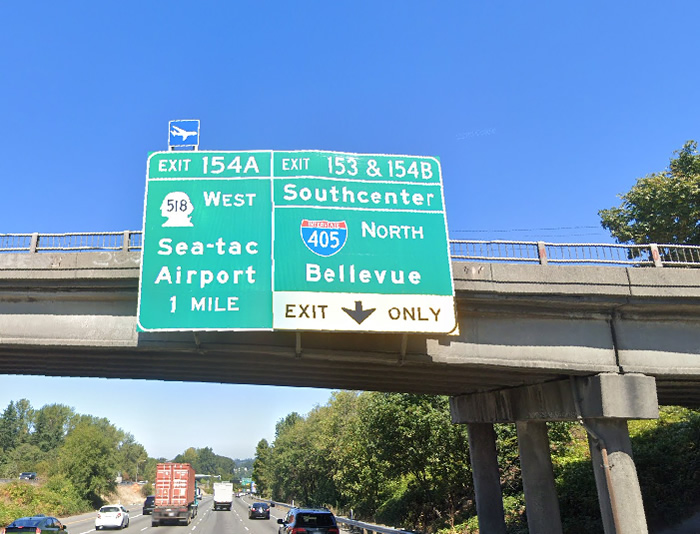 EXIT 154A
518 WEST
Sea-tac
Airport
1 MILE
EXIT 153 & 154B
Southcenter
INTERSTATE
405 NORTH
Bellevue
EXIT ONLY